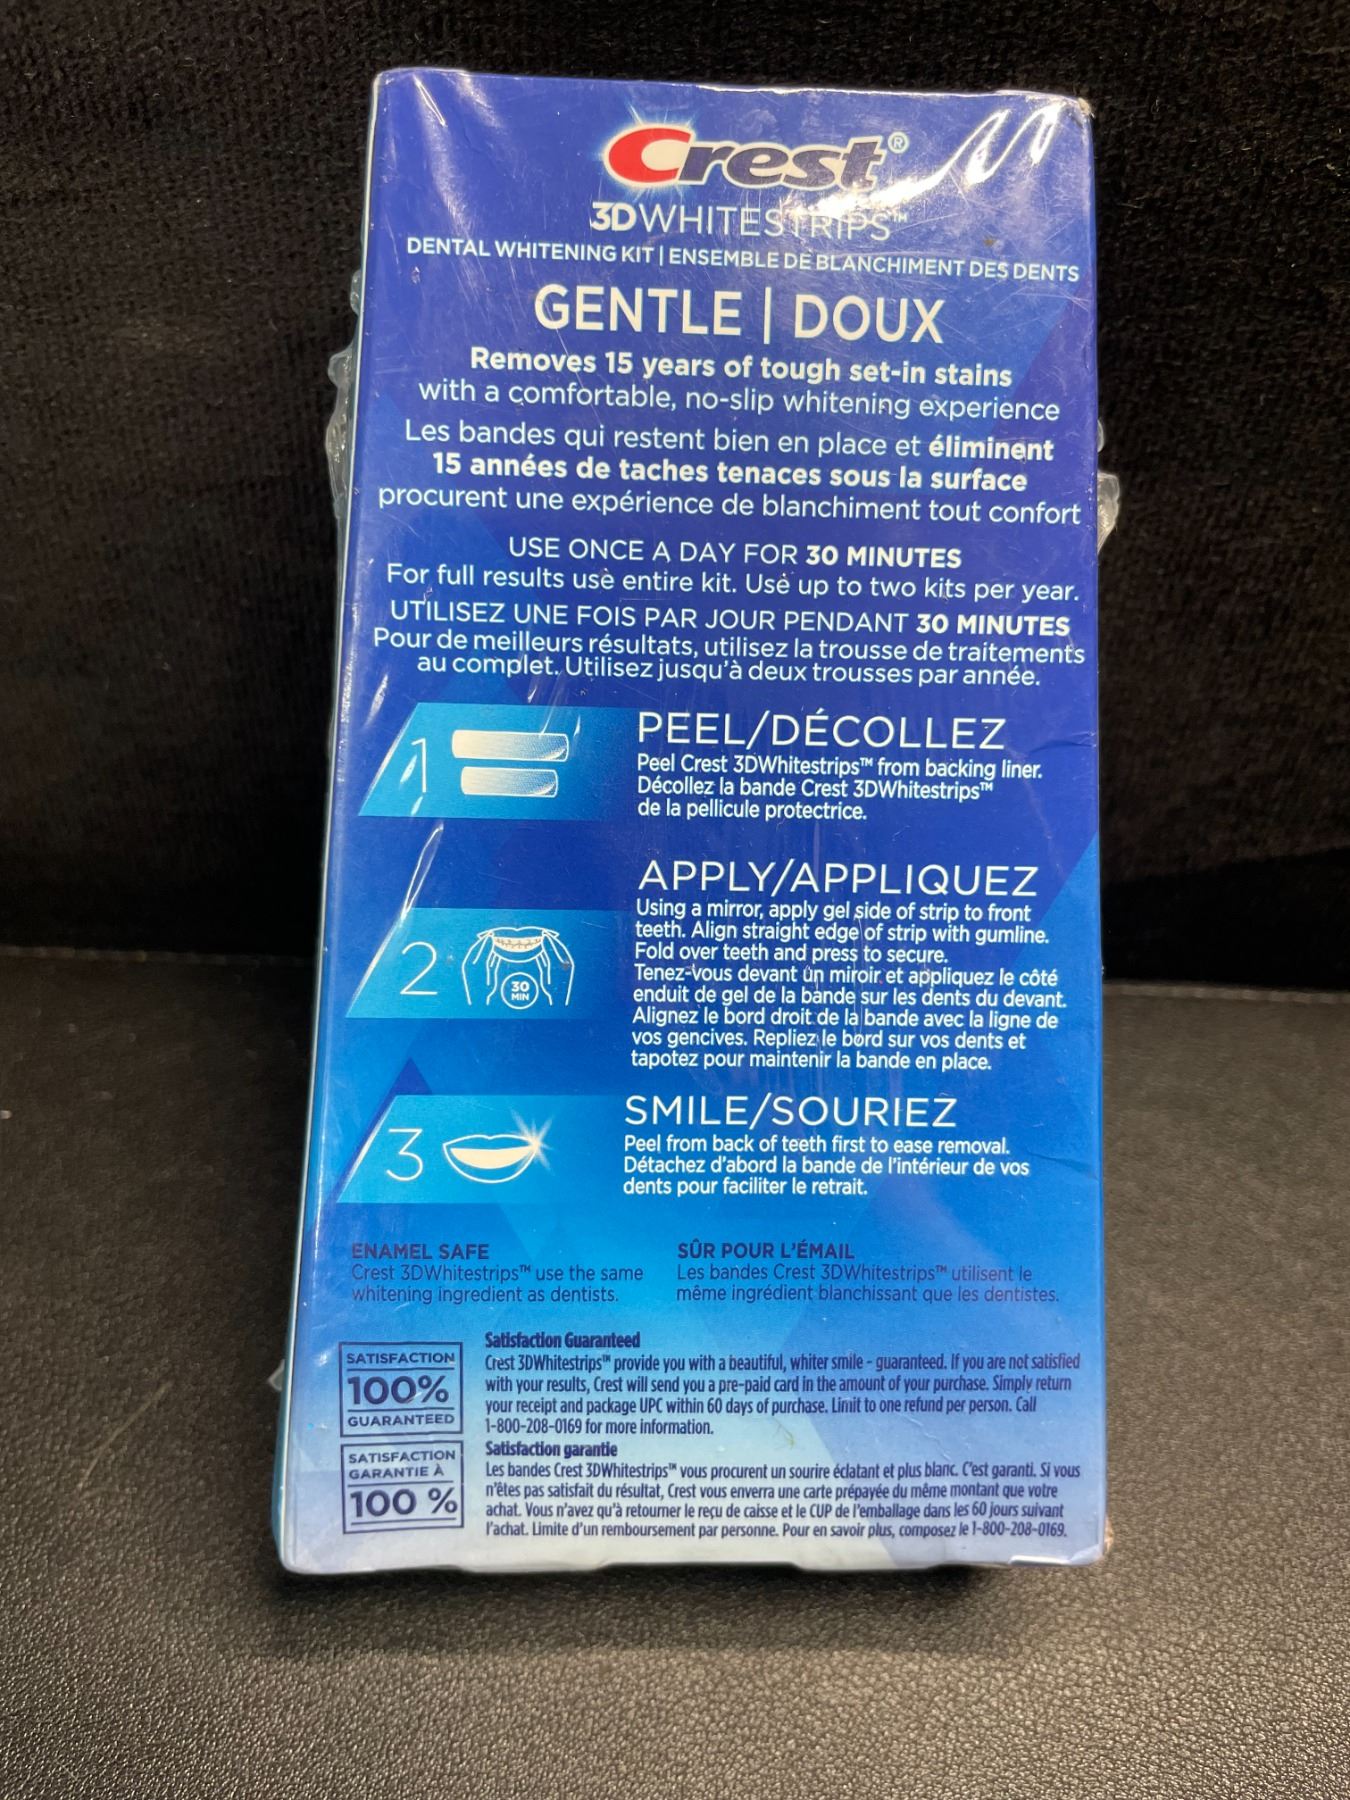 Crest®
3DWHITESTRIPS™
DENTAL WHITENING KIT | ENSEMBLE DE BLANCHIMENT DES DENTS
GENTLE | DOUX
Removes 15 years of tough set-in stains
with a comfortable, no-slip whitening experience
Les bandes qui restent bien en place et éliminent
15 années de taches tenaces sous la surface
procurent une expérience de blanchiment tout confort
USE ONCE A DAY FOR 30 MINUTES
For full results use entire kit. Use up to two kits per year.
UTILISEZ UNE FOIS PAR JOUR PENDANT 30 MINUTES
Pour de meilleurs résultats, utilisez la trousse de traitements
au complet. Utilisez jusqu'à deux trousses par année.
1
PEEL/DÉCOLLEZ
Peel Crest 3DWhitestrips™ from backing liner.
Décollez la bande Crest 3DWhitestrips™
de la pellicule protectrice.
2
30
MIN
APPLY/APPLIQUEZ
Using a mirror, apply gel side of strip to front
teeth. Align straight edge of strip with gumline.
Fold over teeth and press to secure.
Tenez-vous devant un miroir et appliquez le côté
enduit de gel de la bande sur les dents du devant.
Alignez le bord droit de la bande avec la ligne de
vos gencives. Repliez le bord sur vos dents et
tapotez pour maintenir la bande en place.
3
SMILE/SOURIEZ
Peel from back of teeth first to ease removal.
Détachez d'abord la bande de l'intérieur de vos
dents pour faciliter le retrait.
ENAMEL SAFE
Crest 3DWhitestrips™ use the same
whitening ingredient as dentists.
SÛR POUR L'ÉMAIL
Les bandes Crest 3DWhitestrips™ utilisent le
même ingrédient blanchissant que les dentistes.
SATISFACTION
100%
GUARANTEED
Satisfaction Guaranteed
Crest 3DWhitestrips™ provide you with a beautiful, whiter smile - guaranteed. If you are not satisfied
with your results, Crest will send you a pre-paid card in the amount of your purchase. Simply return
your receipt and package UPC within 60 days of purchase. Limit to one refund per person. Call
1-800-208-0169 for more information.
SATISFACTION
GARANTIE À
100 %
Satisfaction garantie
Les bandes Crest 3DWhitestrips™ vous procurent un sourire éclatant et plus blanc. C'est garanti. Si vous
n'êtes pas satisfait du résultat, Crest vous enverra une carte prépayée du même montant que votre
achat. Vous n'avez qu'à retourner le reçu de caisse et le CUP de l'emballage dans les 60 jours suivant
l'achat. Limite d'un remboursement par personne. Pour en savoir plus, composez le 1-800-208-0169.